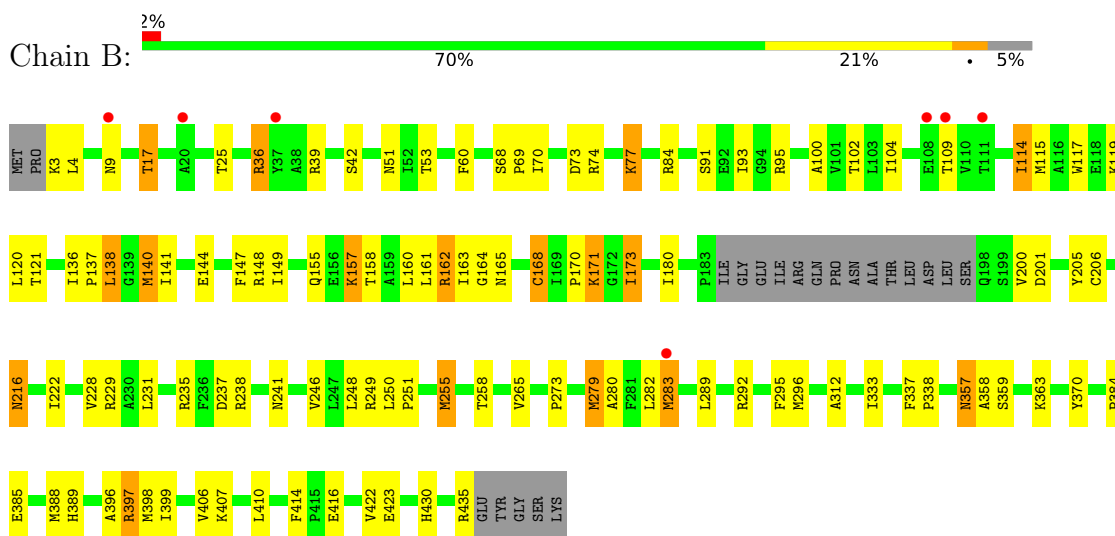 2%
Chain B:
70% 21% • 5%
MET PRO K3 L4 N9 T17 A20 T25 R36 Y37 A38 R39 S42 N51 I52 T53 F60 S68 P69 I70 D73 R74 K77 R84 S91 E92 I93 G94 R95 A100 V101 T102 L103 I104 E108 T109 V110 T111 I114 M115 A116 W117 E118 K119
L120 T121 I136 P137 L138 G139 M140 I141 E144 F147 R148 I149 Q155 E156 K157 T158 A159 L160 L161 R162 I163 G164 N165 C168 I169 P170 K171 G172 I173 I180 P183 ILE GLY GLU ILE ARG GLN PRO ASN ALA THR LEU ASP LEU SER Q198 S199 V200 D201 Y205 C206
N216 I222 V228 R229 A230 L231 R235 F236 D237 R238 N241 V246 L247 L248 R249 L250 P251 M255 T258 V265 P273 M279 A280 F281 L282 M283 L289 R292 F295 M296 A312 I333 F337 P338 N357 A358 S359 K363 Y370
E385 M388 H389 A396 R397 M398 I399 V406 K407 L410 F414 P415 E416 V422 E423 H430 R435 GLU TYR GLY SER LYS